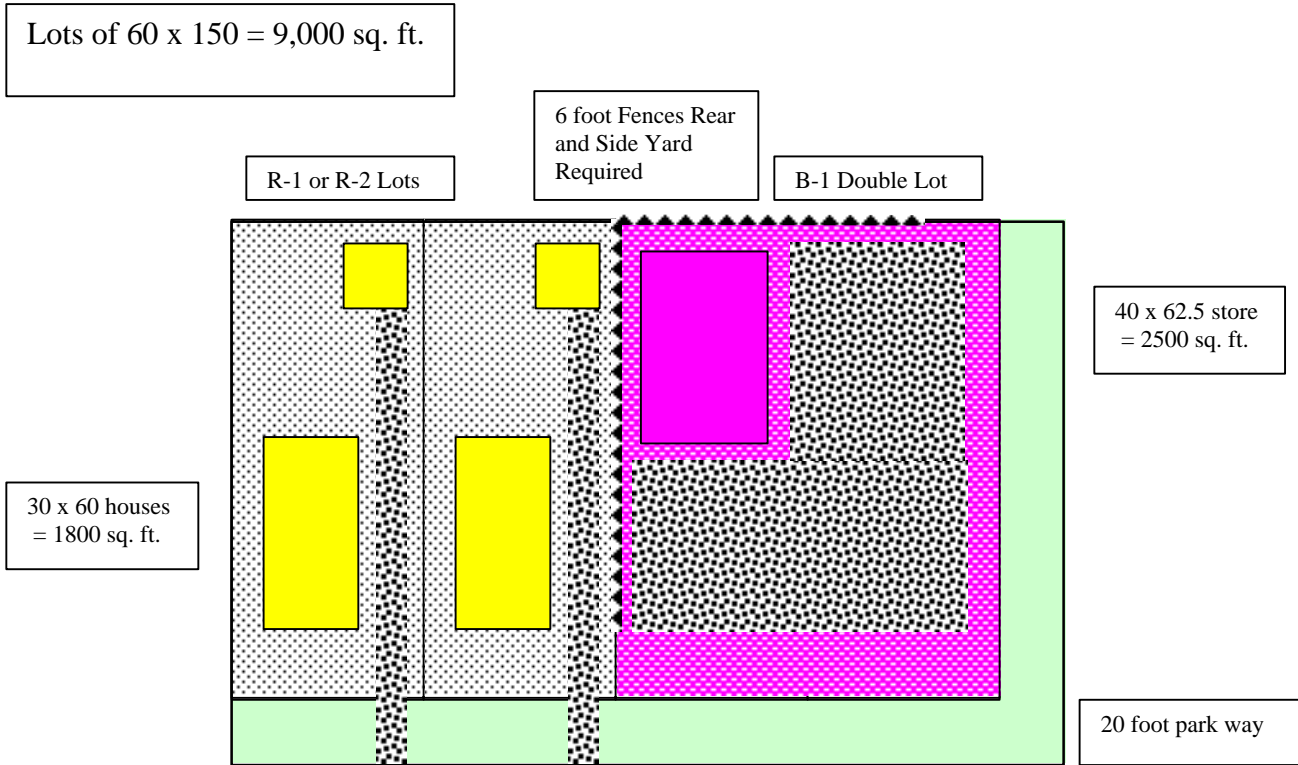 Lots of 60 x 150 = 9,000 sq. ft.
6 foot Fences Rear
and Side Yard
Required
R-1 or R-2 Lots
B-1 Double Lot
40 x 62.5 store
= 2500 sq. ft.
30 x 60 houses
= 1800 sq. ft.
20 foot park way